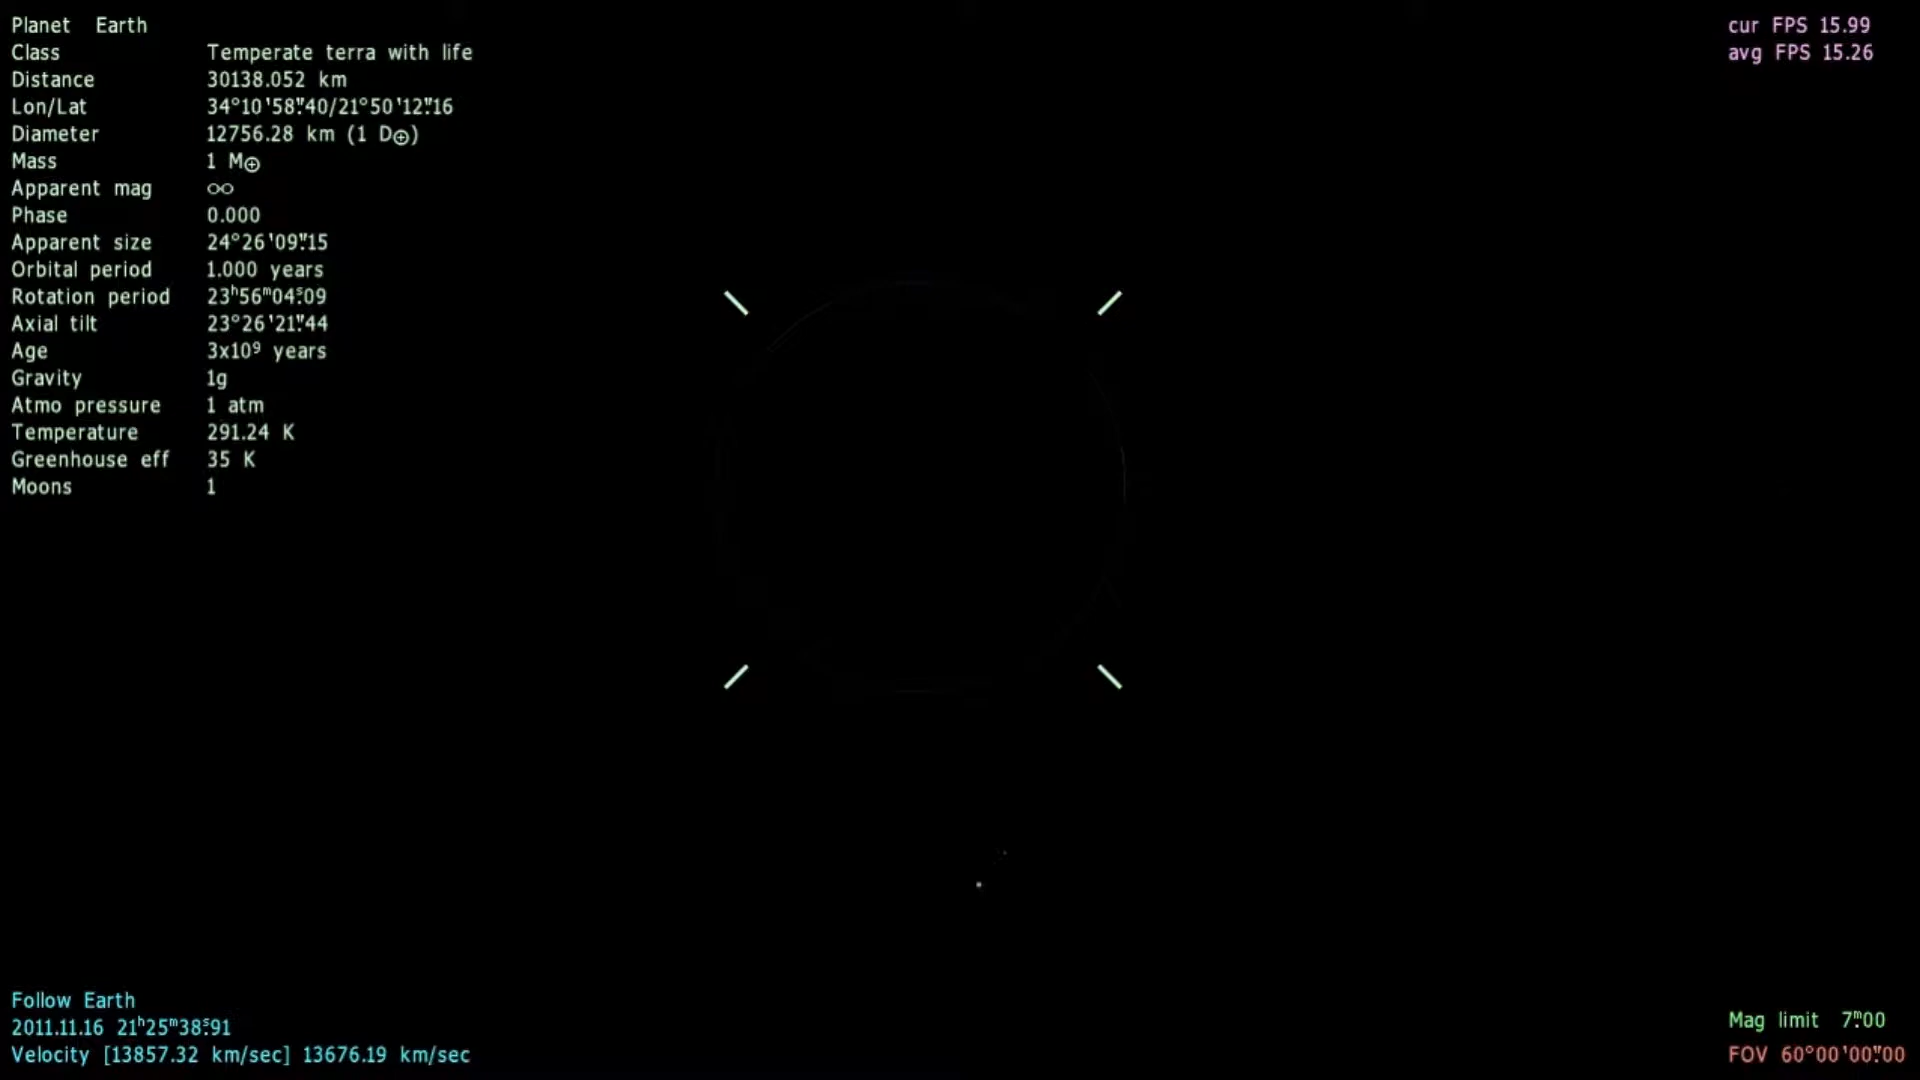 Planet Earth
Class Temperate terra with life
Distance 30138.052 km
Lon/Lat 34°10'58".40/21°50'12".16
Diameter 12756.28 km (1 D⊕)
Mass 1 M⊕
Apparent mag ∞
Phase 0.000
Apparent size 24°26'09".15
Orbital period 1.000 years
Rotation period 23ʰ56ᵐ04ˢ.09
Axial tilt 23°26'21".44
Age 3x10⁹ years
Gravity 1g
Atmo pressure 1 atm
Temperature 291.24 K
Greenhouse eff 35 K
Moons 1
cur FPS 15.99
avg FPS 15.26
Follow Earth
2011.11.16 21ʰ25ᵐ38ˢ.91
Velocity [13857.32 km/sec] 13676.19 km/sec
Mag limit 7ᵐ.00
FOV 60°00'00".00